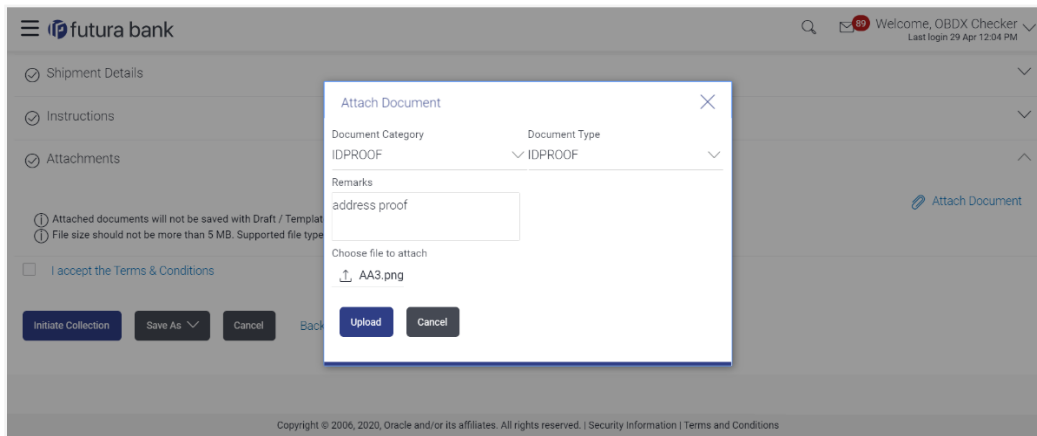 futura bank
89
Welcome, OBDX Checker
Last login 29 Apr 12:04 PM
Shipment Details
Instructions
Attachments
Attach Document
Attached documents will not be saved with Draft / Templat
File size should not be more than 5 MB. Supported file type
I accept the Terms & Conditions
Initiate Collection
Save As
Cancel
Back
Attach Document
Document Category
Document Type
IDPROOF
IDPROOF
Remarks
address proof
Choose file to attach
AA3.png
Upload
Cancel
Copyright © 2006, 2020, Oracle and/or its affiliates. All rights reserved. | Security Information | Terms and Conditions